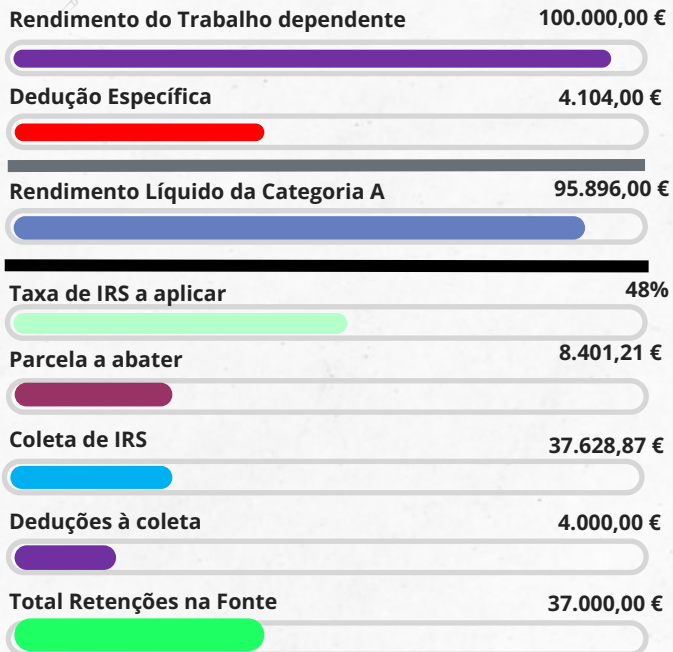 Rendimento do Trabalho dependente 100.000,00 €
Dedução Específica 4.104,00 €
Rendimento Líquido da Categoria A 95.896,00 €
Taxa de IRS a aplicar 48%
Parcela a abater 8.401,21 €
Coleta de IRS 37.628,87 €
Deduções à coleta 4.000,00 €
Total Retenções na Fonte 37.000,00 €